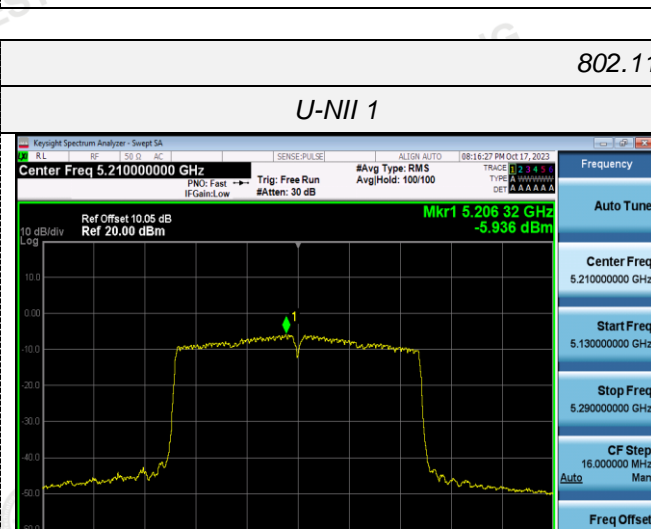 802.11
U-NII 1
Keysight Spectrum Analyzer - Swept SA
RL RF 50 Ω AC SENSE:PULSE ALIGN AUTO 08:16:27 PM Oct 17, 2023
Center Freq 5.210000000 GHz
PNO: Fast
IFGain:Low
Trig: Free Run
#Atten: 30 dB
#Avg Type: RMS
Avg|Hold: 100/100
TRACE 1 2 3 4 5 6
TYPE A WWWWW
DET A A A A A A
Frequency
Mkr1 5.206 32 GHz
-5.936 dBm
Ref Offset 10.05 dB
10 dB/div Ref 20.00 dBm
Log
1
10.0
0.00
-10.0
-20.0
-30.0
-40.0
-50.0
Auto Tune
Center Freq
5.210000000 GHz
Start Freq
5.130000000 GHz
Stop Freq
5.290000000 GHz
CF Step
16.000000 MHz
Auto Man
Freq Offset